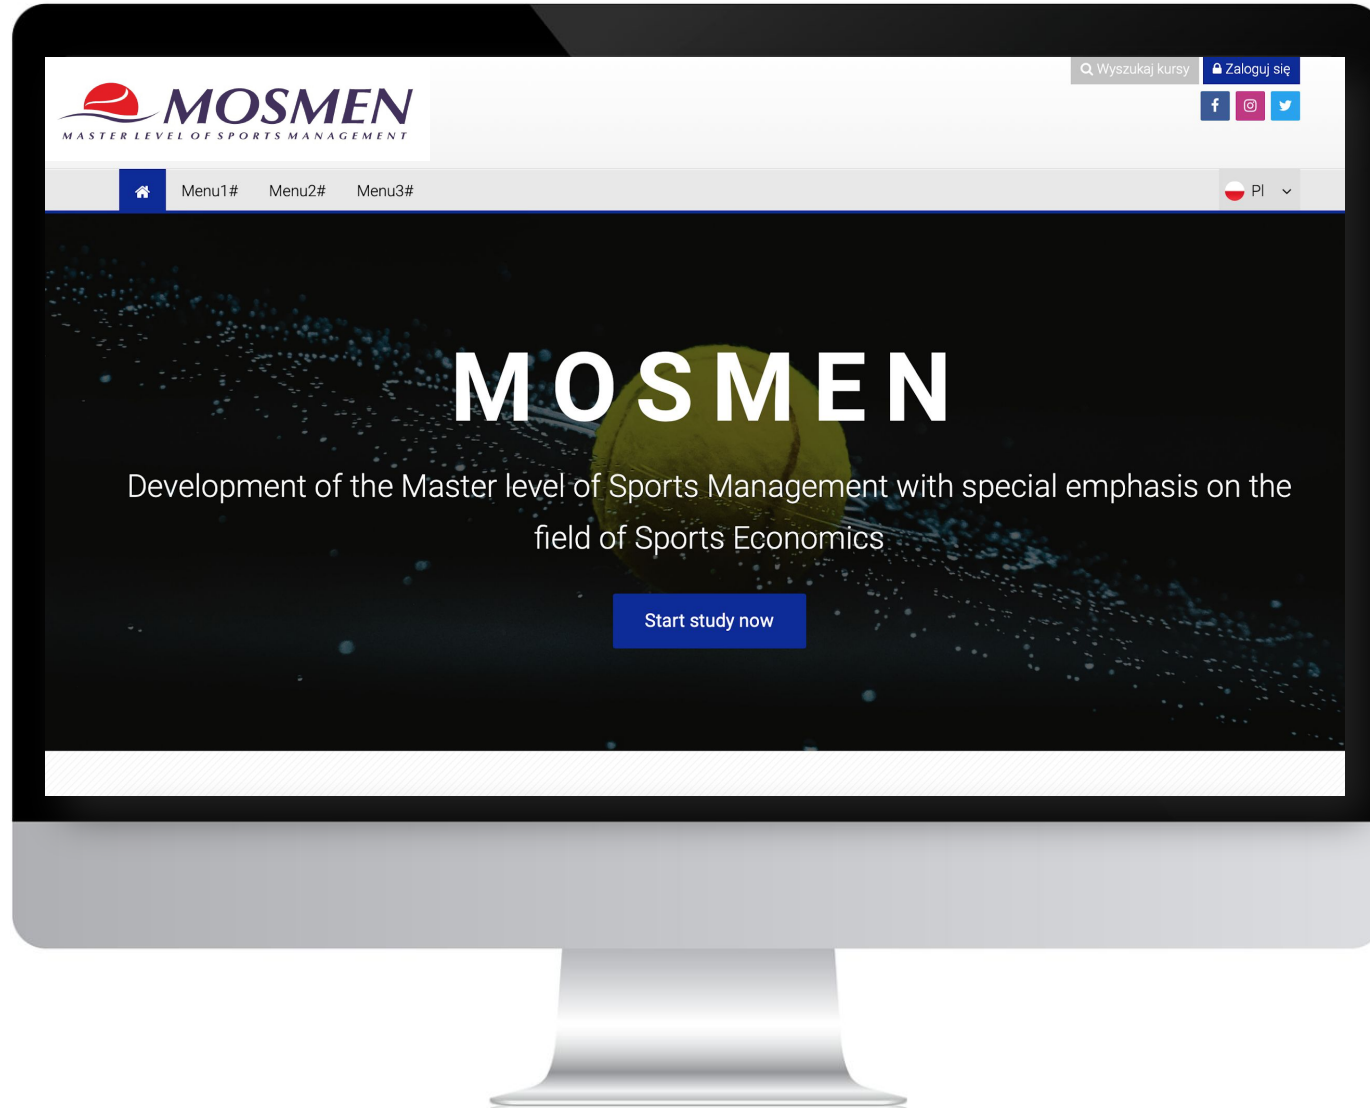 MOSMEN
MASTER LEVEL OF SPORTS MANAGEMENT
Wyszukaj kursy
Zaloguj się
Menu1# Menu2# Menu3#
Pl
MOSMEN
Development of the Master level of Sports Management with special emphasis on the
field of Sports Economics
Start study now